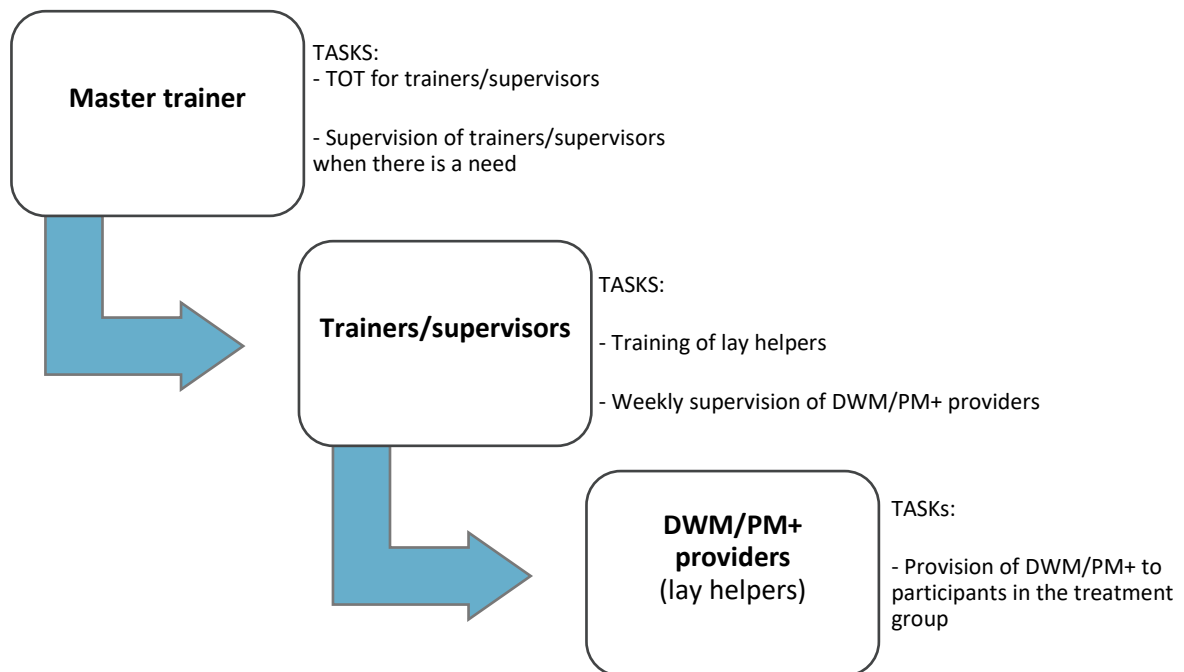 Master trainer
TASKS:
- TOT for trainers/supervisors
- Supervision of trainers/supervisors
when there is a need
Trainers/supervisors
TASKS:
- Training of lay helpers
- Weekly supervision of DWM/PM+ providers
DWM/PM+
providers
(lay helpers)
TASKs:
- Provision of DWM/PM+ to
participants in the treatment
group